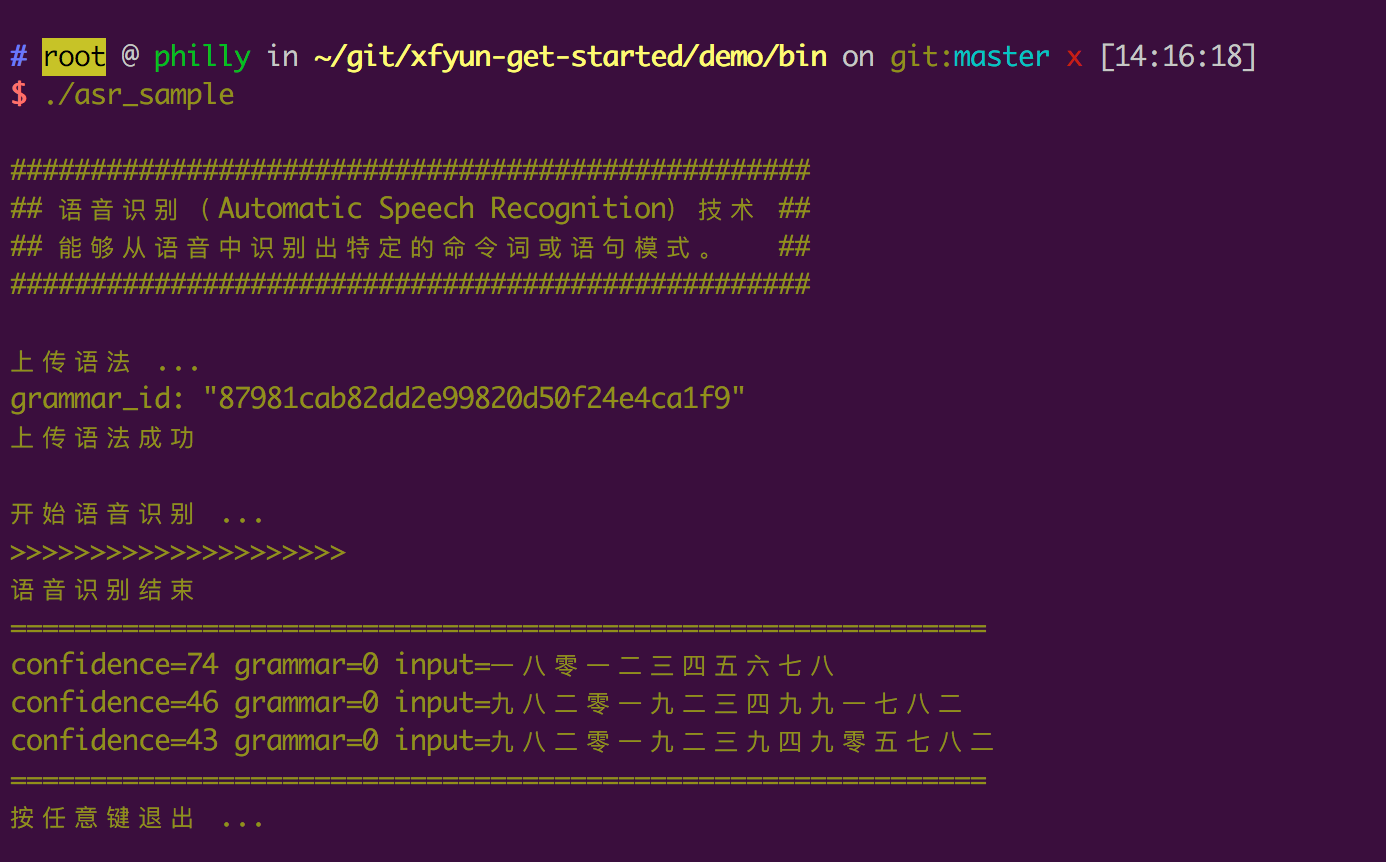 # root @ philly in ~/git/xfyun-get-started/demo/bin on git:master x [14:16:18]
$ ./asr_sample
##################################################
## 语音识别（Automatic Speech Recognition）技术 ##
## 能够从语音中识别出特定的命令词或语句模式。 ##
##################################################
上传语法 ...
grammar_id: "87981cab82dd2e99820d50f24e4ca1f9"
上传语法成功
开始语音识别 ...
>>>>>>>>>>>>>>>>>>>>>
语音识别结束
=============================================================
confidence=74 grammar=0 input=一八零一二三四五六七八
confidence=46 grammar=0 input=九八二零一九二三四九九一七八二
confidence=43 grammar=0 input=九八二零一九二三九四九零五七八二
=============================================================
按任意键退出 ...